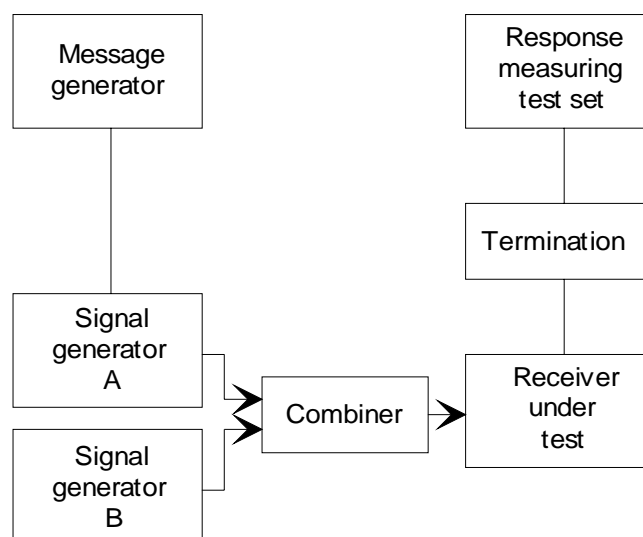 Message
generator
Response
measuring
test set
Termination
Signal
generator
A
Combiner
Receiver
under
test
Signal
generator
B